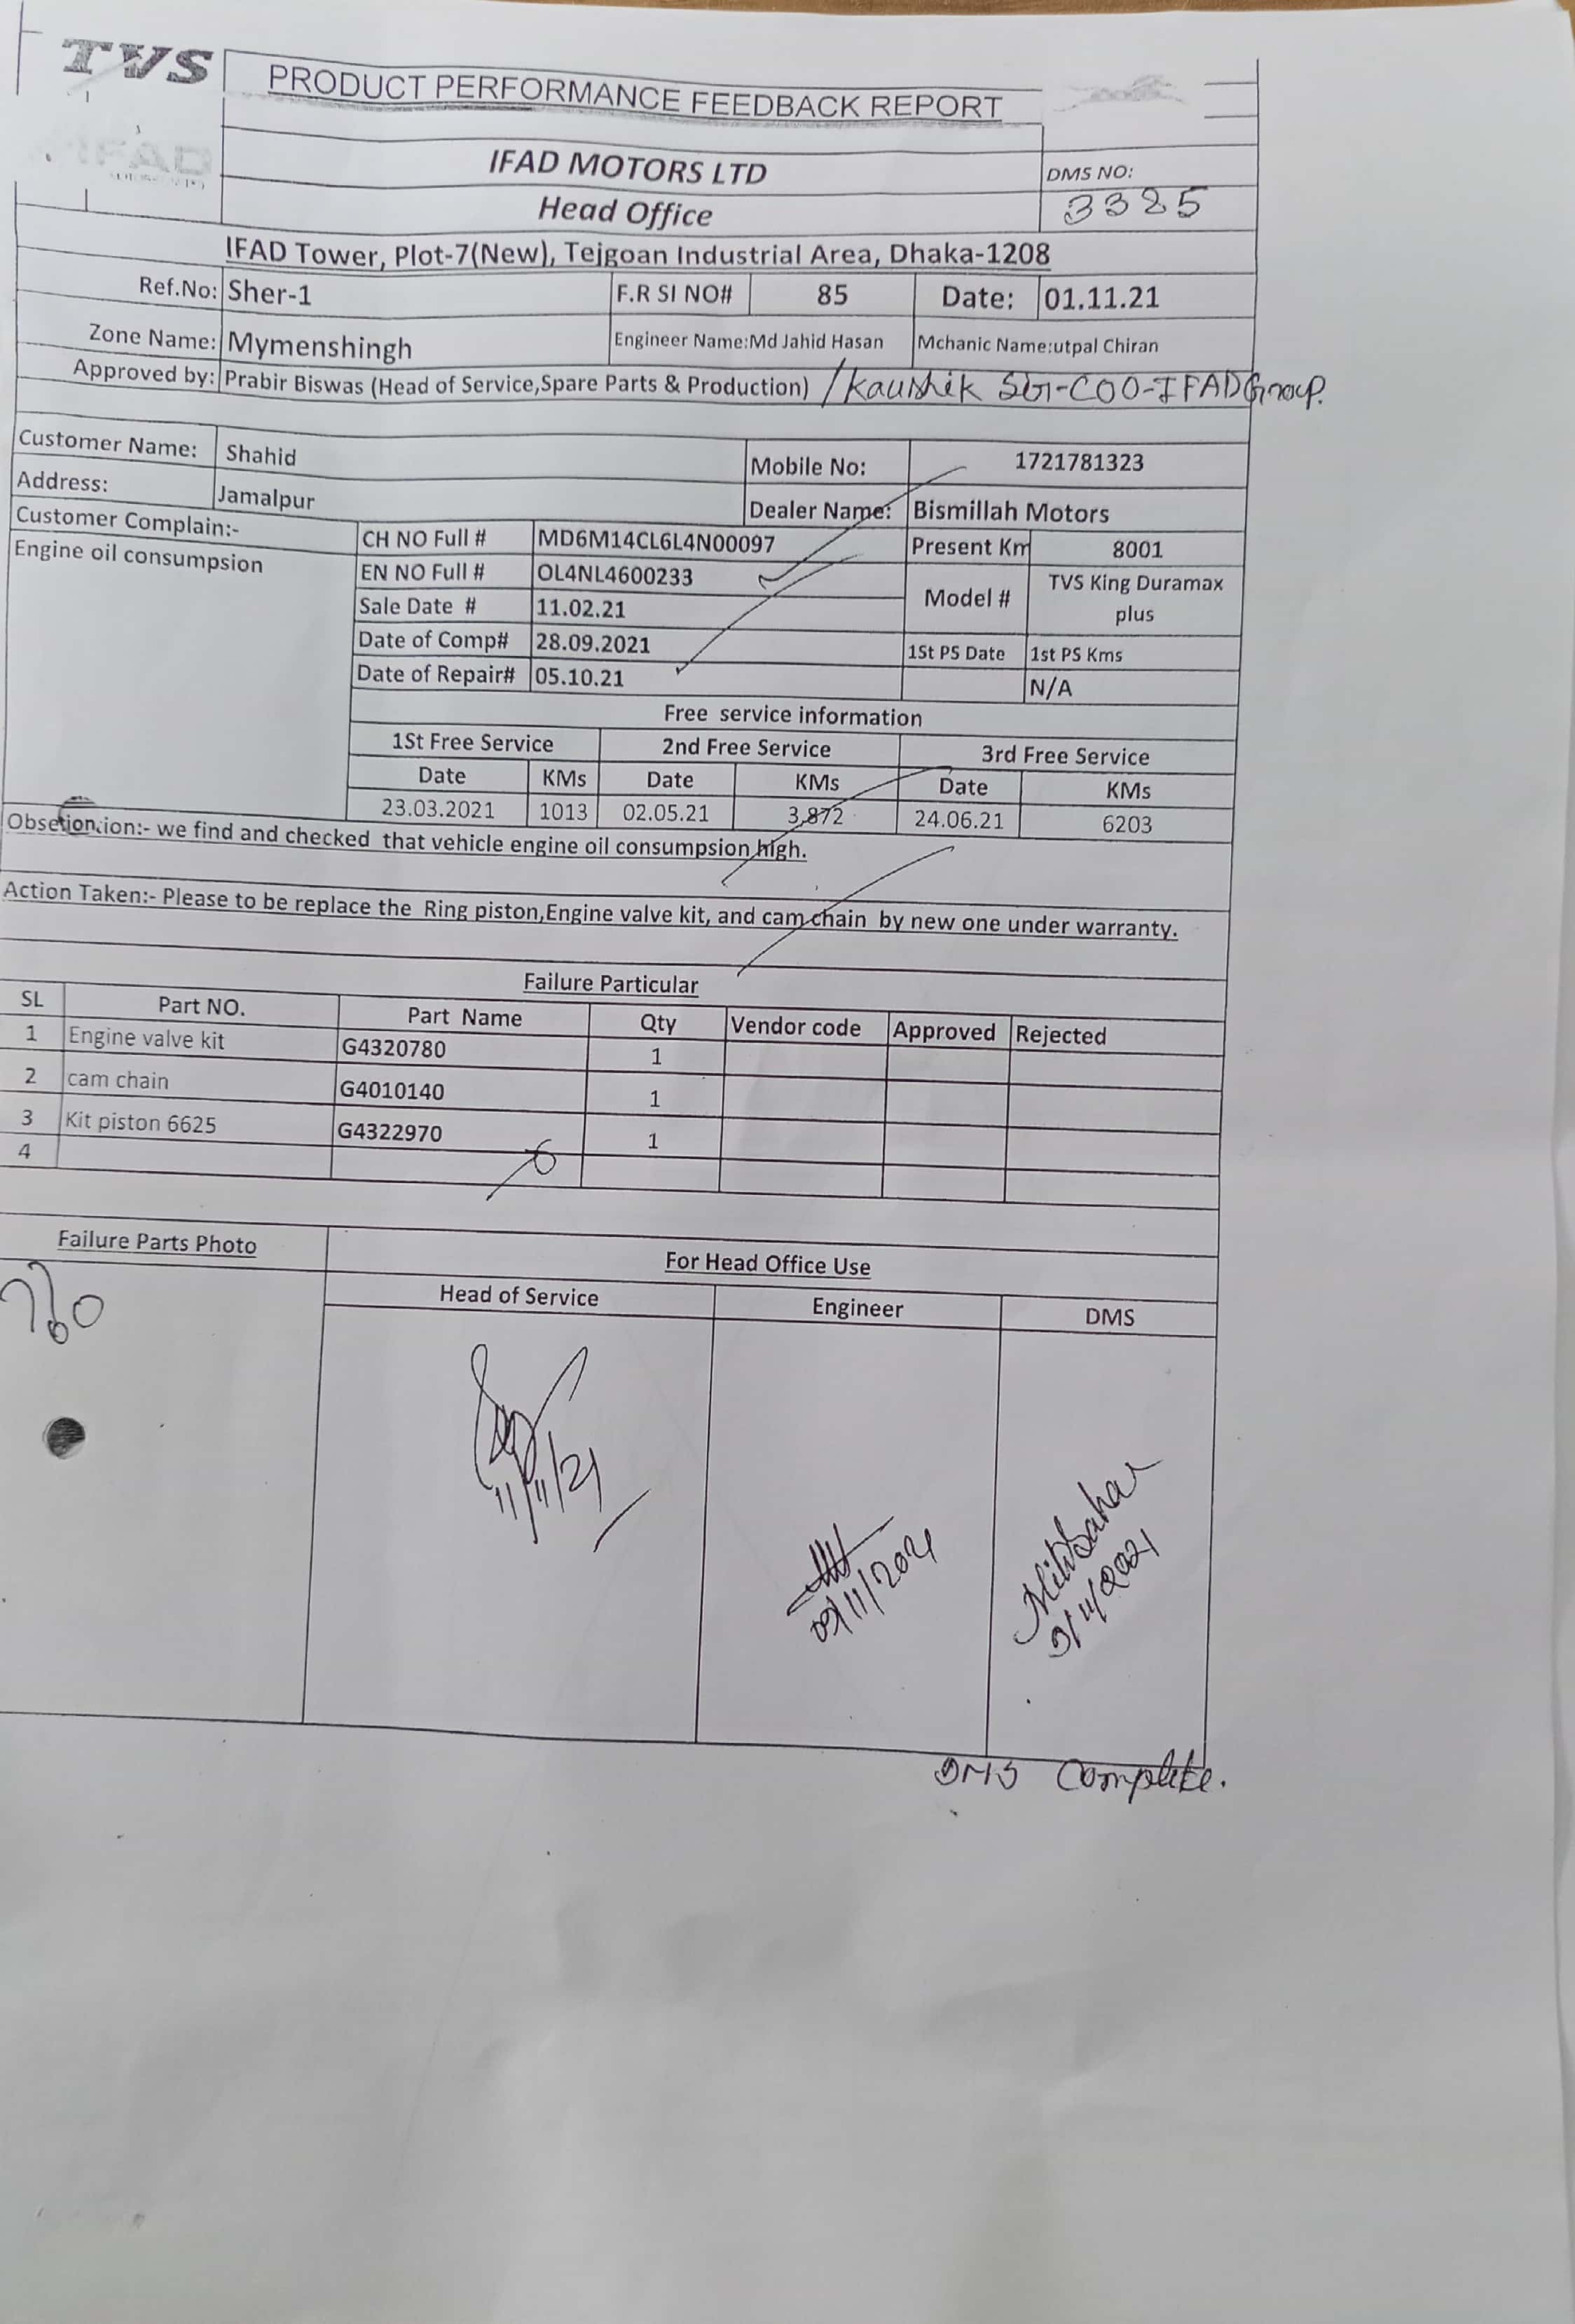 TVS
PRODUCT PERFORMANCE FEEDBACK REPORT
IFAD
IFAD MOTORS LTD
DMS NO:
Head Office
3385
IFAD Tower, Plot-7(New), Tejgoan Industrial Area, Dhaka-1208
Ref.No: Sher-1 F.R SI NO# 85 Date: 01.11.21
Zone Name: Mymenshingh Engineer Name:Md Jahid Hasan Mchanic Name:utpal Chiran
Approved by: Prabir Biswas (Head of Service,Spare Parts & Production) /Kaushik COO-IFAD Group.
Customer Name: Shahid Mobile No: 1721781323
Address: Jamalpur Dealer Name: Bismillah Motors
Customer Complain:- CH NO Full # MD6M14CL6L4N00097 Present Km 8001
Engine oil consumpsion EN NO Full # OL4NL4600233 Model # TVS King Duramax plus
Sale Date # 11.02.21
Date of Comp# 28.09.2021 1St PS Date 1st PS Kms
Date of Repair# 05.10.21 N/A
Free service information
1St Free Service 2nd Free Service 3rd Free Service
Date KMs Date KMs Date KMs
23.03.2021 1013 02.05.21 3,872 24.06.21 6203
we find and checked that vehicle engine oil consumpsion high.
Action Taken:- Please to be replace the Ring piston,Engine valve kit, and cam chain by new one under warranty.
Failure Particular
SL Part NO. Part Name Qty Vendor code Approved Rejected
1 Engine valve kit G4320780 1
2 cam chain G4010140 1
3 Kit piston 6625 G4322970 1
4
Failure Parts Photo For Head Office Use
Head of Service Engineer DMS
11/11/21
09/11/2021
9/11/2021
DMS Complete.